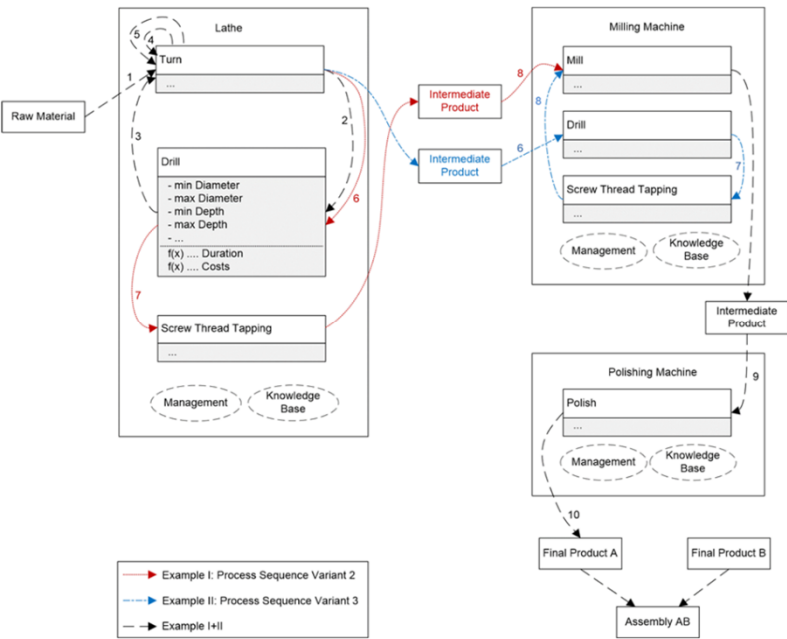 Lathe
5
4
Turn
...
1
Raw Material
3
2
Drill
- min Diameter
- max Diameter
- min Depth
- max Depth
- ...
f(x) .... Duration
f(x) .... Costs
6
7
Screw Thread Tapping
...
Management
Knowledge
Base
Intermediate
Product
8
Intermediate
Product
6
Milling Machine
Mill
...
8
Drill
...
7
Screw Thread Tapping
...
Management
Knowledge
Base
Intermediate
Product
9
Polishing Machine
Polish
...
Management
Knowledge
Base
10
Final Product A
Final Product B
Assembly AB
Example I: Process Sequence Variant 2
Example II: Process Sequence Variant 3
Example I+II